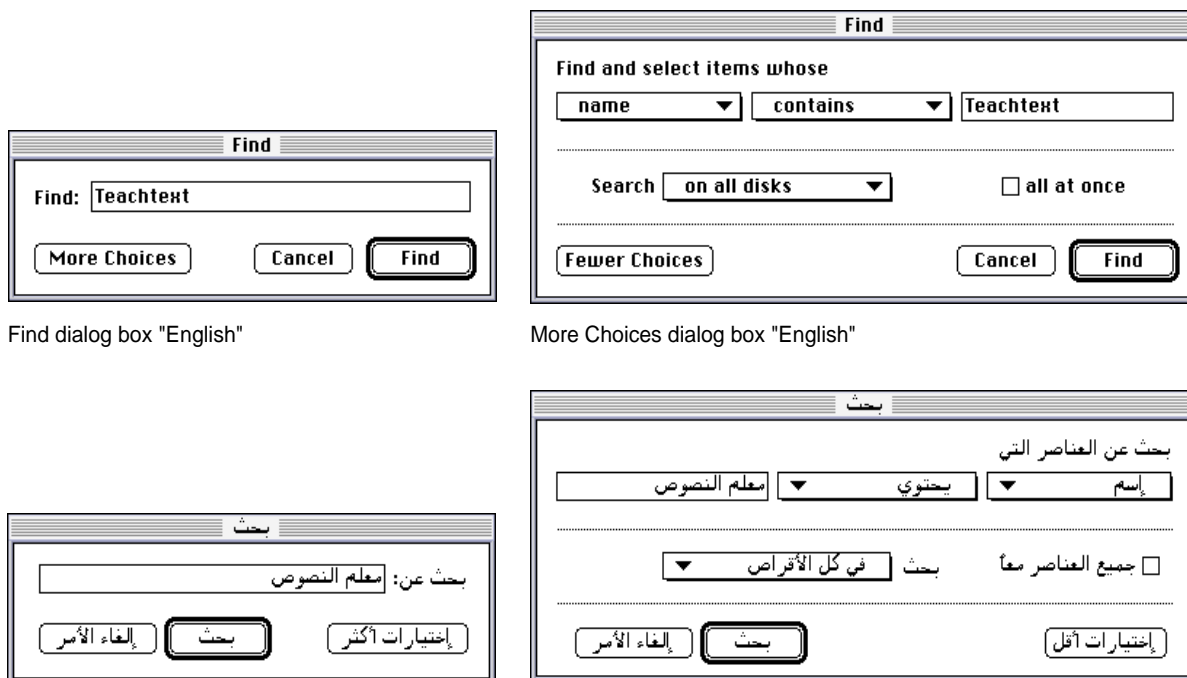 Find
Find: Teachtext
More Choices Cancel Find
Find dialog box "English"
Find
Find and select items whose
name contains Teachtext
Search on all disks all at once
Fewer Choices Cancel Find
More Choices dialog box "English"
بحث
بحث عن: معلم النصوص
إختيارات أكثر بحث إلغاء الأمر
بحث
بحث عن العناصر التي
إسم يحتوي معلم النصوص
جميع العناصر معاً بحث في كل الأقراص
إختيارات أقل بحث إلغاء الأمر